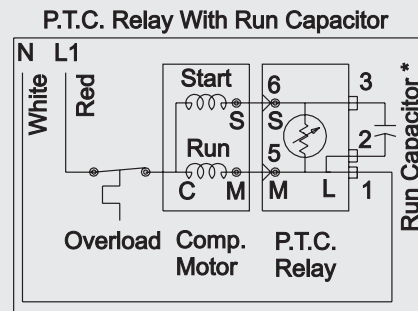 P.T.C. Relay With Run Capacitor
N L1
White
Red
Start
Run
S
C
M
6
S
5
M
L
3
2
1
Run Capacitor *
Overload
Comp.
Motor
P.T.C.
Relay